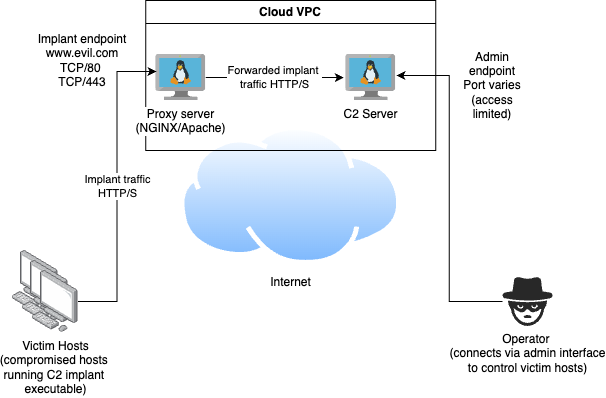 Cloud VPC
Implant endpoint
www.evil.com
TCP/80
TCP/443
Proxy server
(NGINX/Apache)
Forwarded implant
traffic HTTP/S
C2 Server
Admin
endpoint
Port varies
(access
limited)
Implant traffic
HTTP/S
Internet
Victim Hosts
(compromised hosts
running C2 implant
executable)
Operator
(connects via admin interface
to control victim hosts)